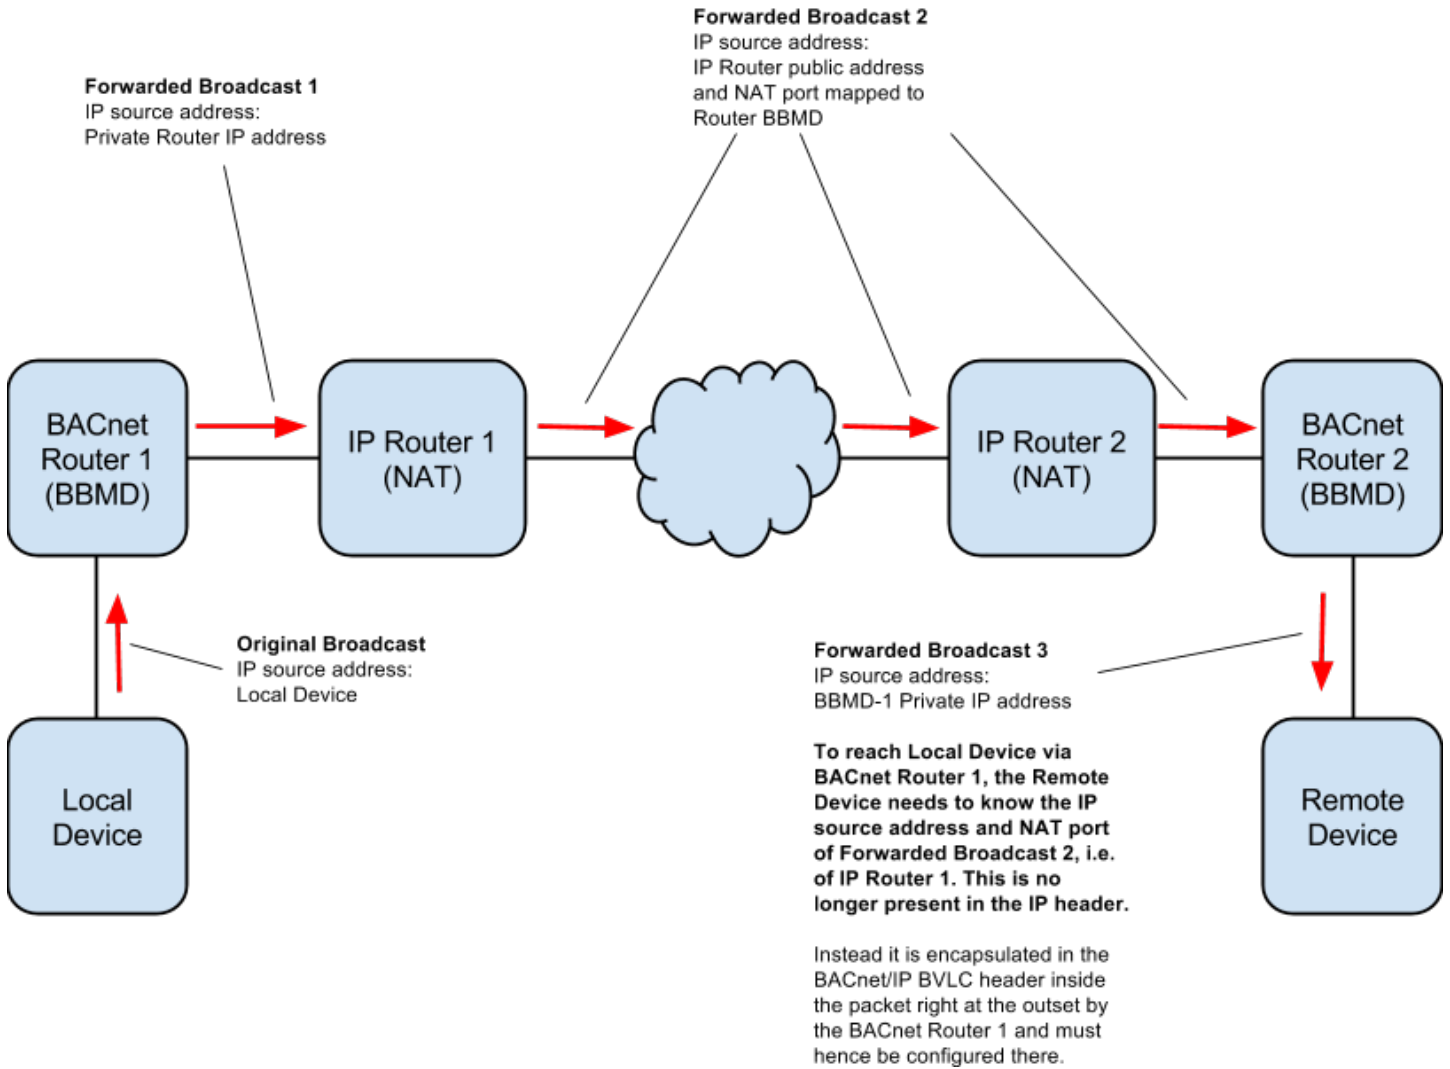 Forwarded Broadcast 2
IP source address:
IP Router public address
and NAT port mapped to
Router BBMD
Forwarded Broadcast 1
IP source address:
Private Router IP address
BACnet
Router 1
(BBMD)
IP Router 1
(NAT)
IP Router 2
(NAT)
BACnet
Router 2
(BBMD)
Original Broadcast
IP source address:
Local Device
Forwarded Broadcast 3
IP source address:
BBMD-1 Private IP address
To reach Local Device via
BACnet Router 1, the Remote
Device needs to know the IP
source address and NAT port
of Forwarded Broadcast 2, i.e.
of IP Router 1. This is no
longer present in the IP header.
Instead it is encapsulated in the
BACnet/IP BVLC header inside
the packet right at the outset by
the BACnet Router 1 and must
hence be configured there.
Local
Device
Remote
Device